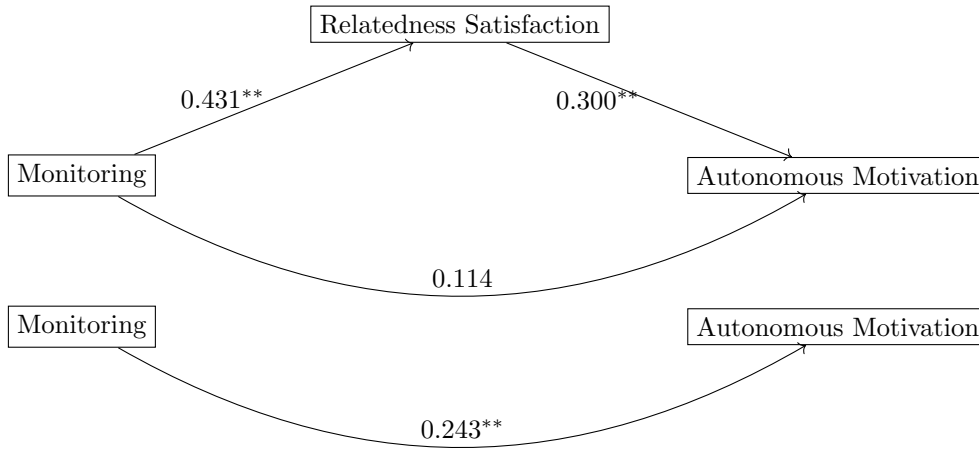 Relatedness Satisfaction
0.431**
0.300**
Monitoring
Autonomous Motivation
0.114
Monitoring
Autonomous Motivation
0.243**